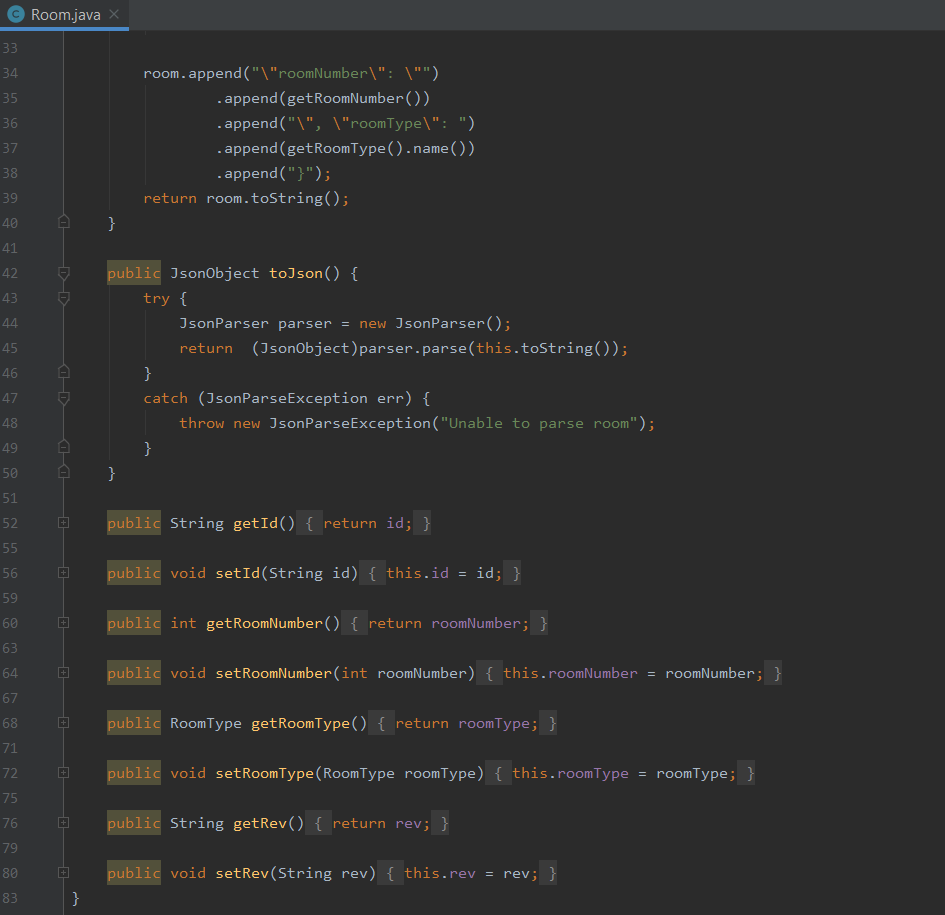 Room.java
33
34 room.append("\"roomNumber\": \"")
35 .append(getRoomNumber())
36 .append("\", \"roomType\": ")
37 .append(getRoomType().name())
38 .append("}");
39 return room.toString();
40 }
41
42 public JsonObject toJson() {
43 try {
44 JsonParser parser = new JsonParser();
45 return  (JsonObject)parser.parse(this.toString());
46 }
47 catch (JsonParseException err) {
48 throw new JsonParseException("Unable to parse room");
49 }
50 }
51
52 public String getId() { return id; }
55
56 public void setId(String id) { this.id = id; }
59
60 public int getRoomNumber() { return roomNumber; }
63
64 public void setRoomNumber(int roomNumber) { this.roomNumber = roomNumber; }
67
68 public RoomType getRoomType() { return roomType; }
71
72 public void setRoomType(RoomType roomType) { this.roomType = roomType; }
75
76 public String getRev() { return rev; }
79
80 public void setRev(String rev) { this.rev = rev; }
83 }